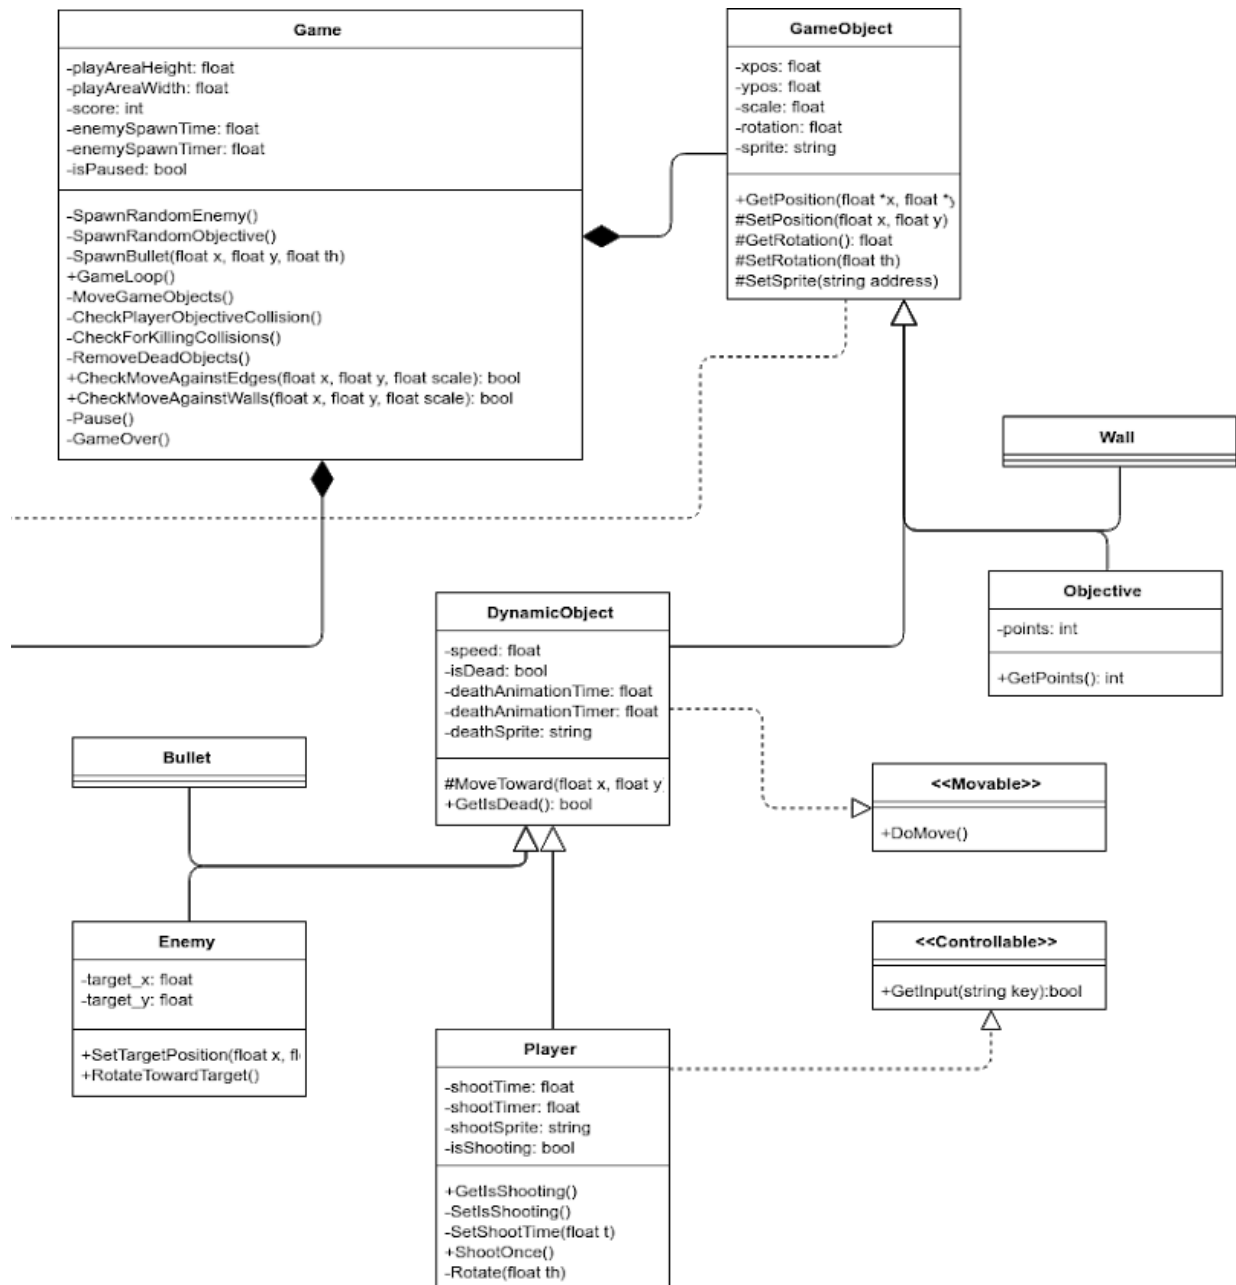 Game
-playAreaHeight: float
-playAreaWidth: float
-score: int
-enemySpawnTime: float
-enemySpawnTimer: float
-isPaused: bool
-SpawnRandomEnemy()
-SpawnRandomObjective()
-SpawnBullet(float x, float y, float th)
+GameLoop()
-MoveGameObjects()
-CheckPlayerObjectiveCollision()
-CheckForKillingCollisions()
-RemoveDeadObjects()
+CheckMoveAgainstEdges(float x, float y, float scale): bool
+CheckMoveAgainstWalls(float x, float y, float scale): bool
-Pause()
-GameOver()
GameObject
-xpos: float
-ypos: float
-scale: float
-rotation: float
-sprite: string
+GetPosition(float *x, float *y
#SetPosition(float x, float y)
#GetRotation(): float
#SetRotation(float th)
#SetSprite(string address)
Wall
Objective
-points: int
+GetPoints(): int
DynamicObject
-speed: float
-isDead: bool
-deathAnimationTime: float
-deathAnimationTimer: float
-deathSprite: string
#MoveToward(float x, float y
+GetIsDead(): bool
Bullet
<<Movable>>
+DoMove()
Enemy
-target_x: float
-target_y: float
+SetTargetPosition(float x, fl
+RotateTowardTarget()
<<Controllable>>
+GetInput(string key):bool
Player
-shootTime: float
-shootTimer: float
-shootSprite: string
-isShooting: bool
+GetIsShooting()
-SetIsShooting()
-SetShootTime(float t)
+ShootOnce()
-Rotate(float th)